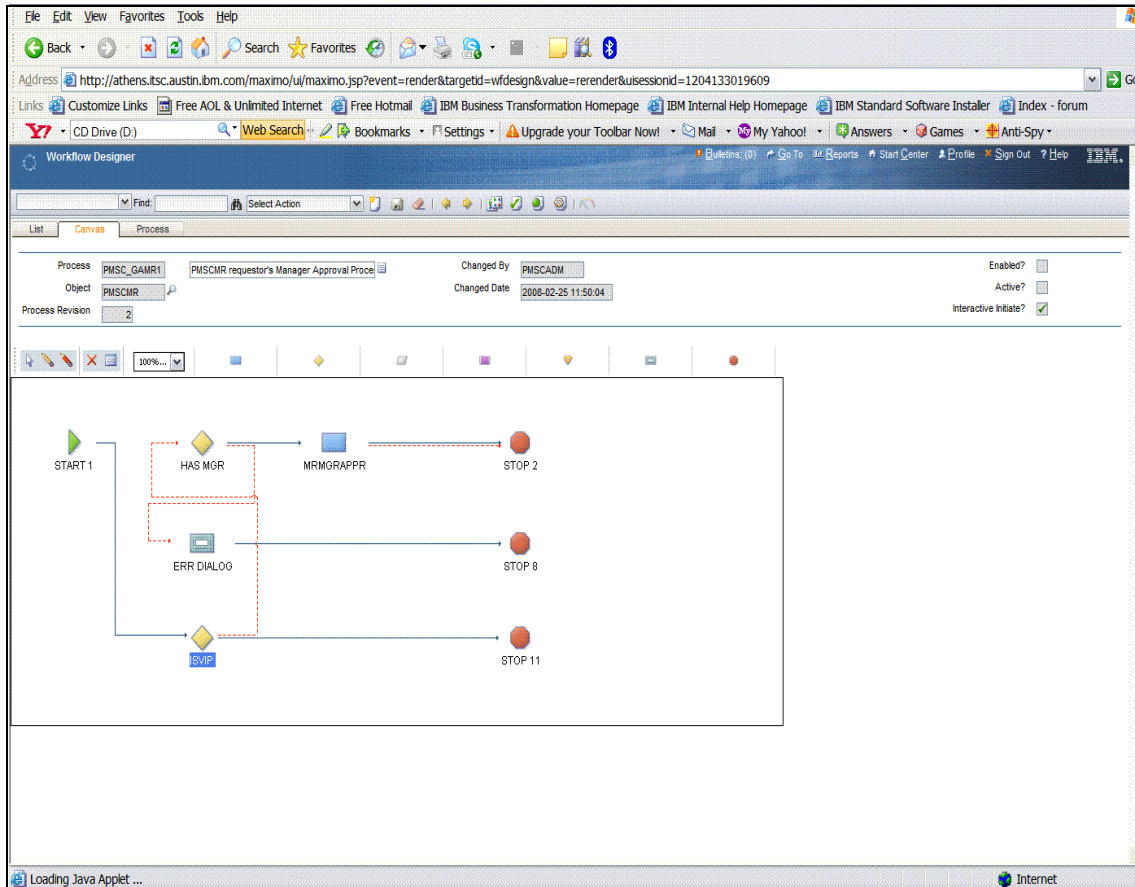 File Edit View Favorites Tools Help
Back Search Favorites
Address http://athens.itsc.austin.ibm.com/maximo/ui/maximo.jsp?event=render&targetid=wfdesign&value=rerender&uisessionid=1204133019609 Go
Links Customize Links Free AOL & Unlimited Internet Free Hotmail IBM Business Transformation Homepage IBM Internal Help Homepage IBM Standard Software Installer Index - forum
Y7 CD Drive (D:) Web Search Bookmarks Settings Upgrade your Toolbar Now! Mail My Yahoo! Answers Games Anti-Spy
Workflow Designer Bulletins: (0) Go To Reports Start Center Profile Sign Out ? Help IBM.
Find: Select Action
List Canvas Process
Process PMSC_GAMR1 PMSCMR requestor's Manager Approval Proce Changed By PMSCADM Enabled?
Object PMSCMR Changed Date 2008-02-25 11:50:04 Active?
Process Revision 2 Interactive Initiate?
100%...
START 1 HAS MGR MRMGRAPPR STOP 2
ERR DIALOG STOP 8
ISVIP STOP 11
Loading Java Applet ... Internet